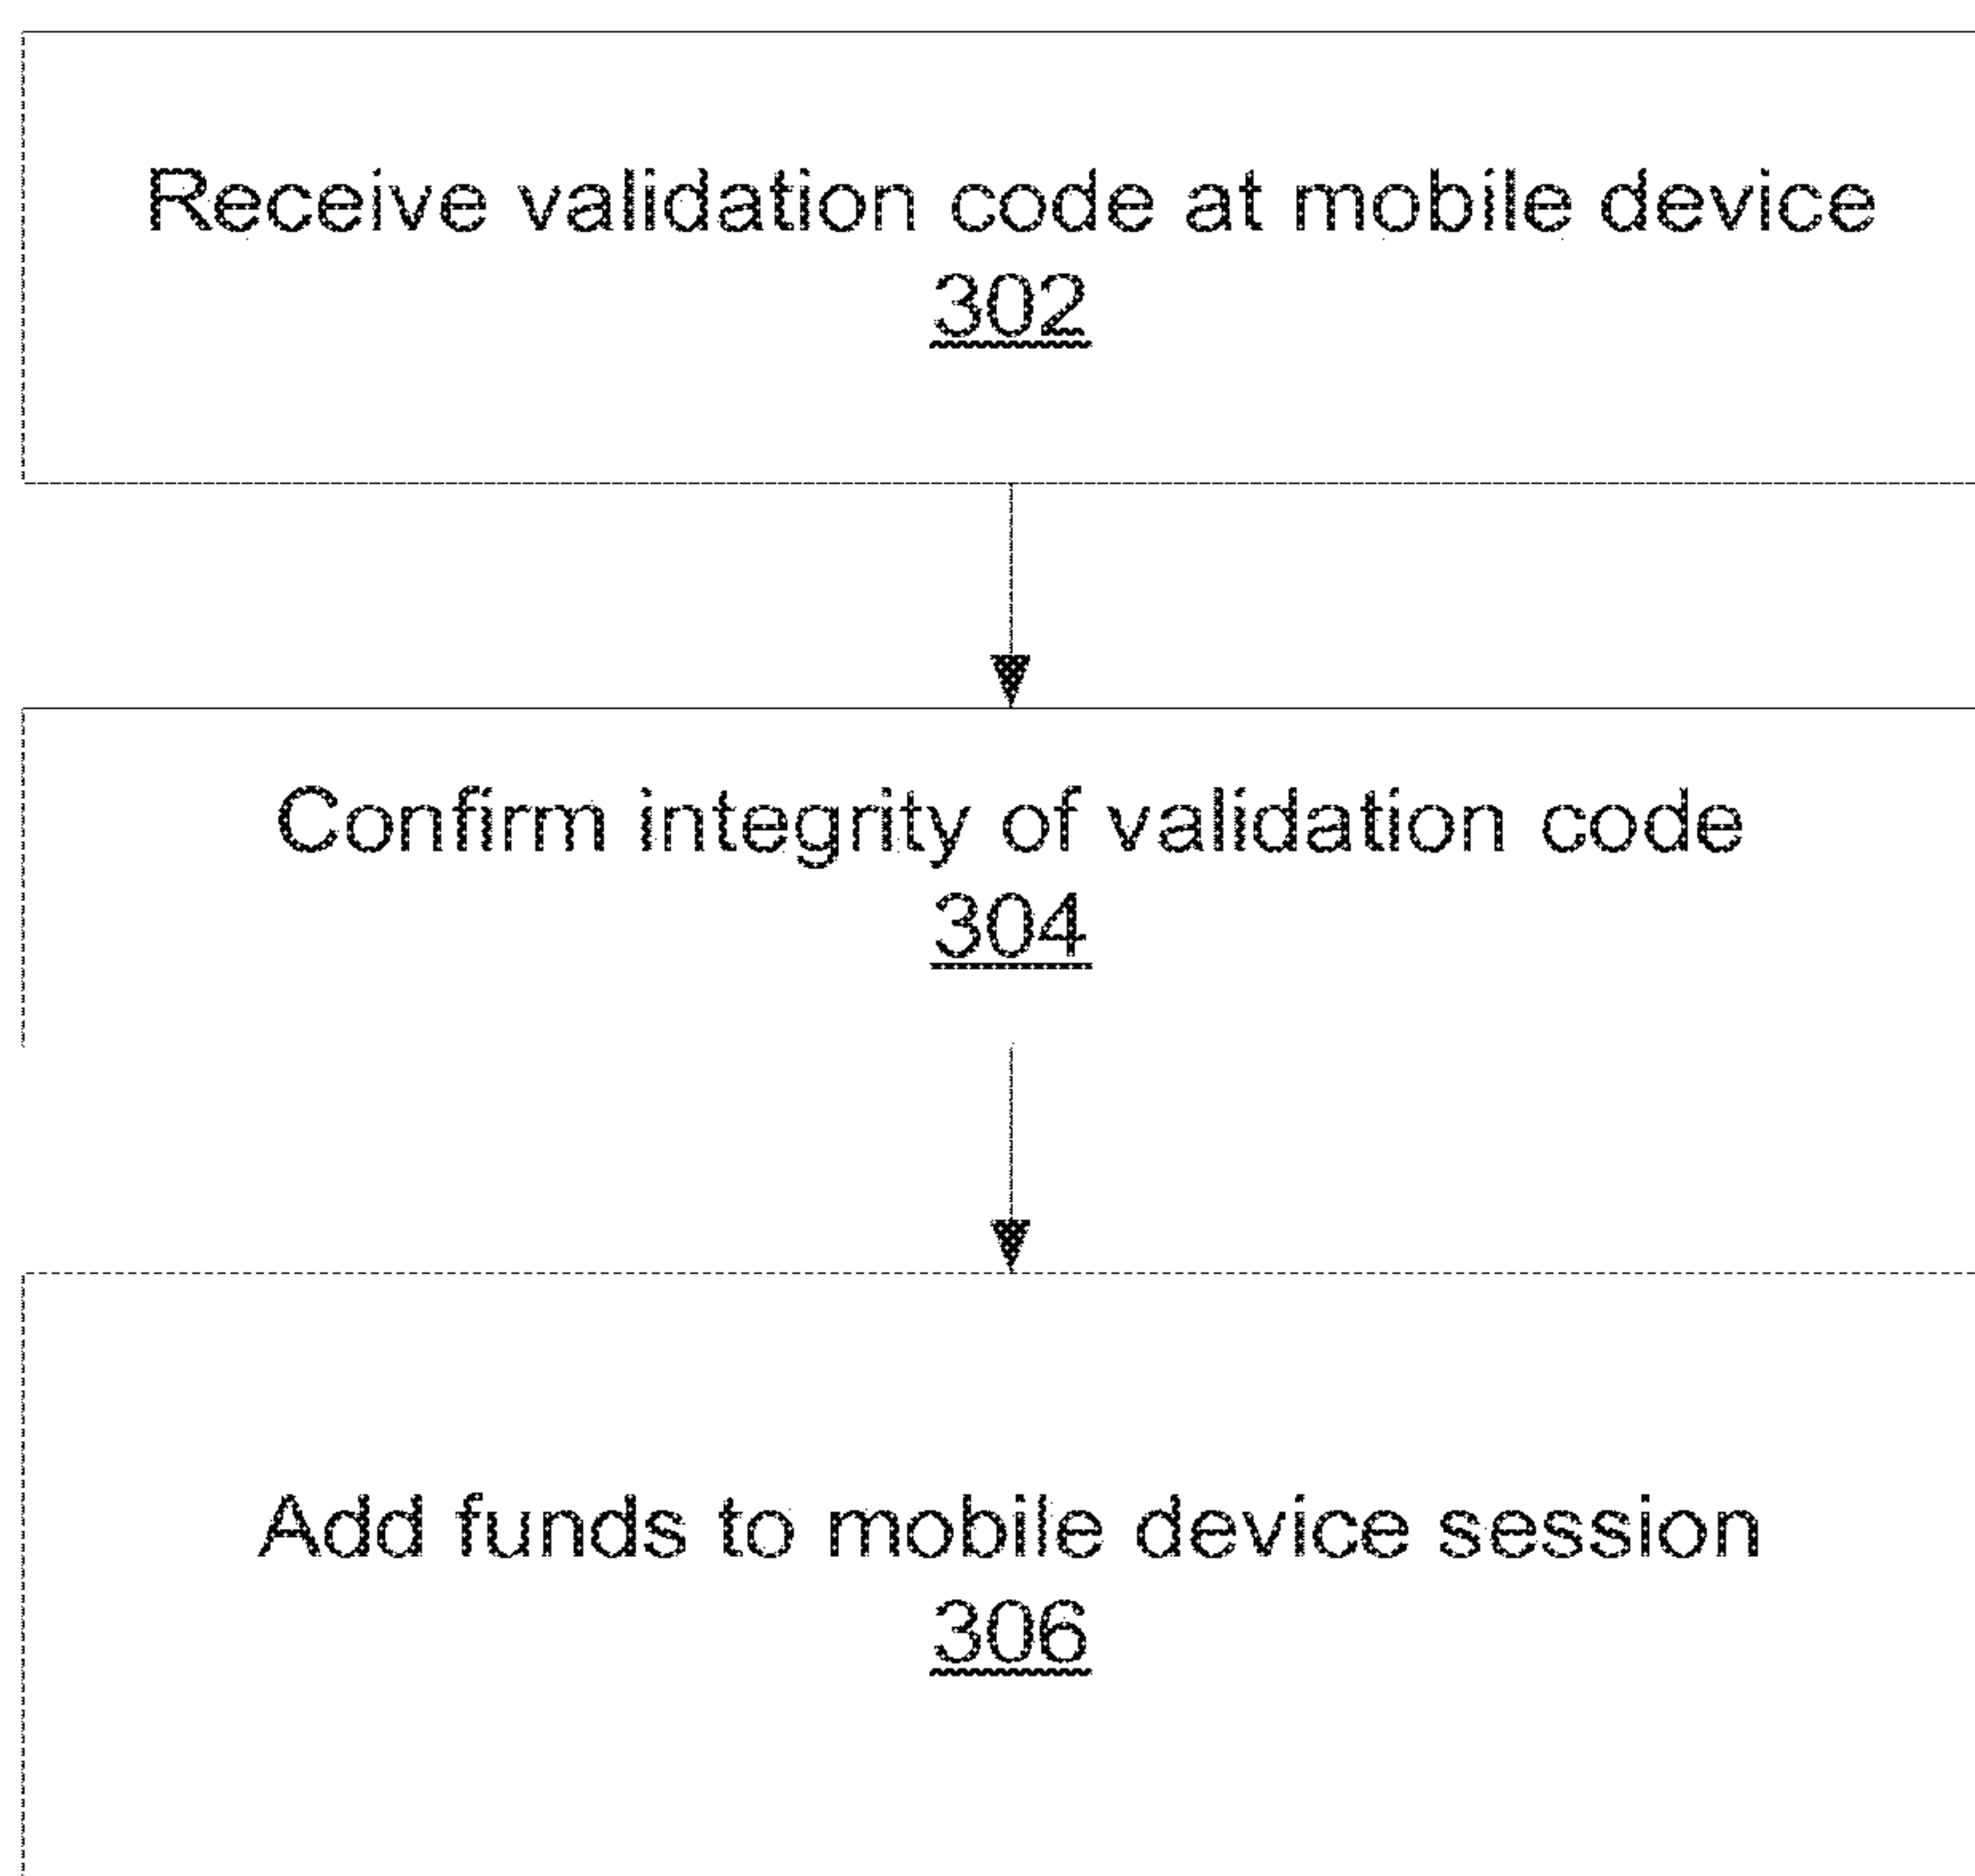 Receive validation code at mobile device
302
Confirm integrity of validation code
304
Add funds to mobile device session
306